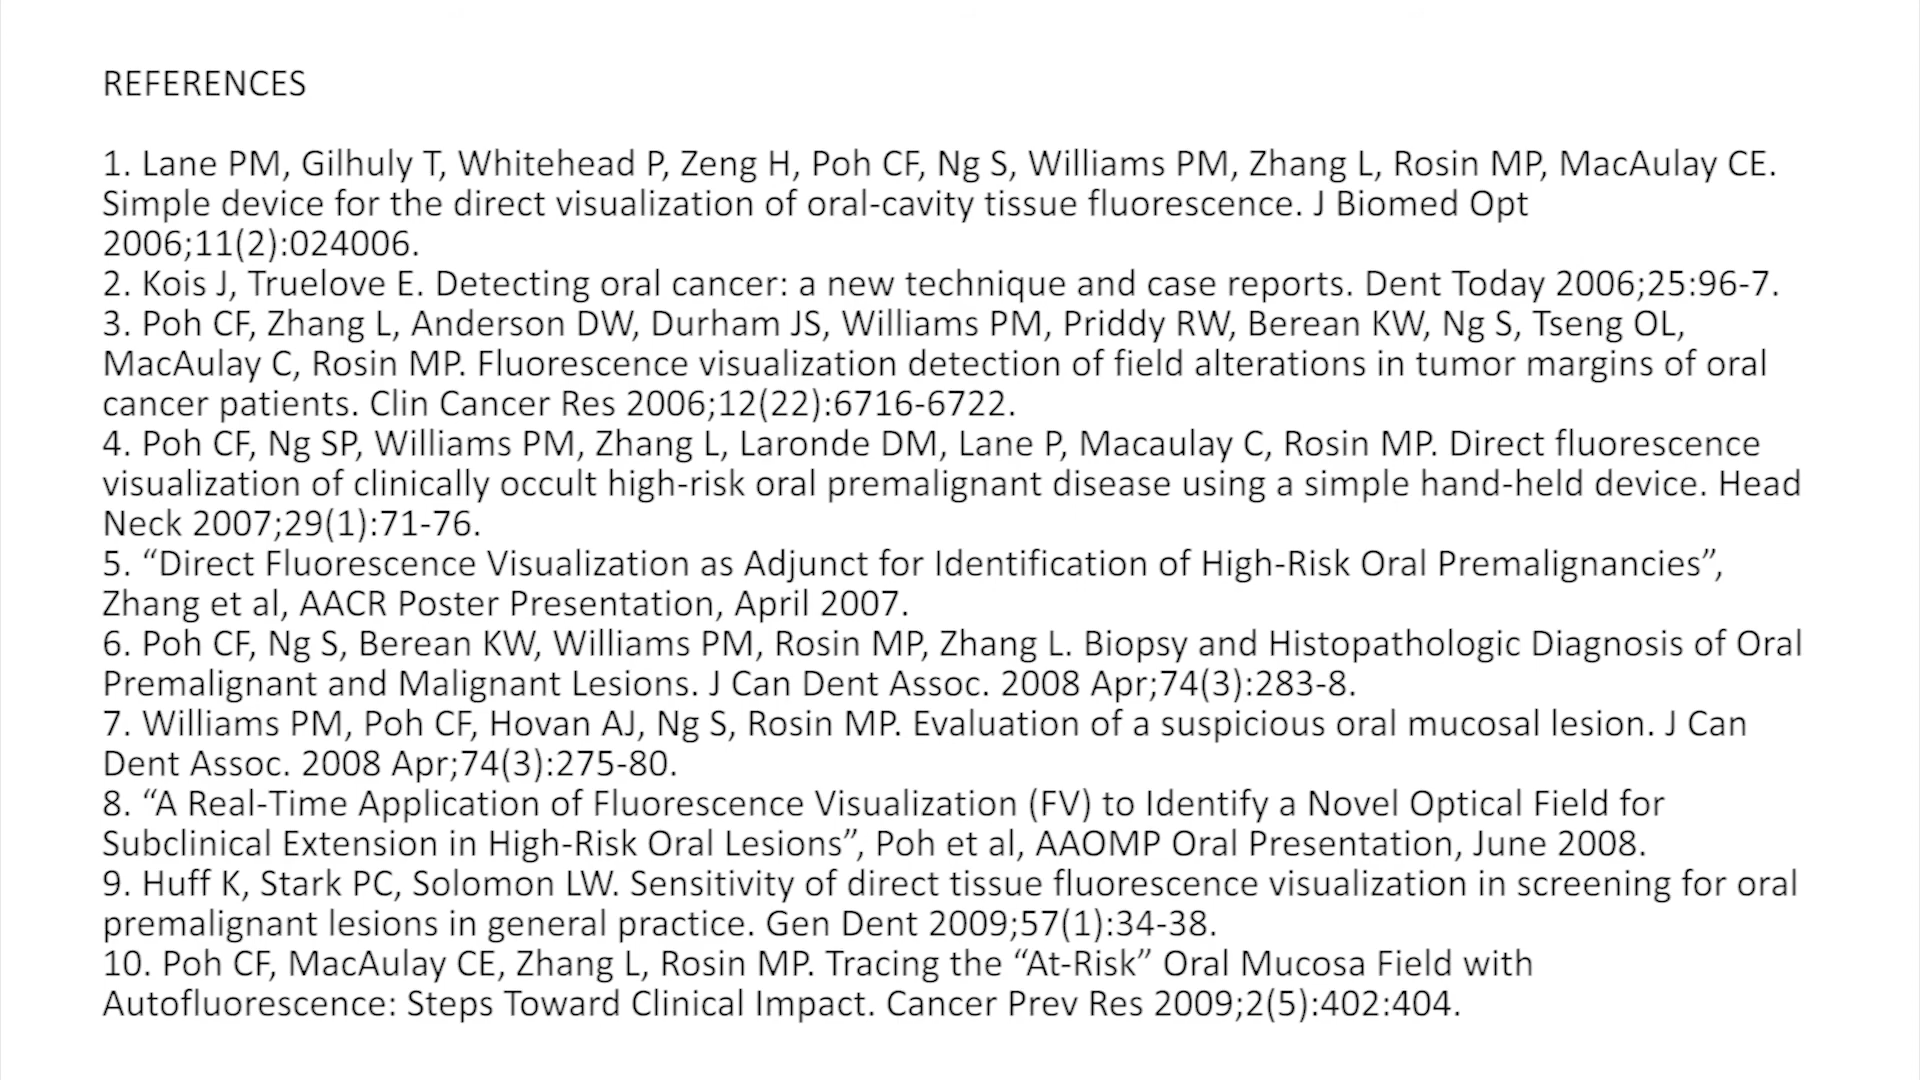 REFERENCES
1. Lane PM, Gilhuly T, Whitehead P, Zeng H, Poh CF, Ng S, Williams PM, Zhang L, Rosin MP, MacAulay CE.
Simple device for the direct visualization of oral-cavity tissue fluorescence. J Biomed Opt
2006;11(2):024006.
2. Kois J, Truelove E. Detecting oral cancer: a new technique and case reports. Dent Today 2006;25:96-7.
3. Poh CF, Zhang L, Anderson DW, Durham JS, Williams PM, Priddy RW, Berean KW, Ng S, Tseng OL,
MacAulay C, Rosin MP. Fluorescence visualization detection of field alterations in tumor margins of oral
cancer patients. Clin Cancer Res 2006;12(22):6716-6722.
4. Poh CF, Ng SP, Williams PM, Zhang L, Laronde DM, Lane P, Macaulay C, Rosin MP. Direct fluorescence
visualization of clinically occult high-risk oral premalignant disease using a simple hand-held device. Head
Neck 2007;29(1):71-76.
5. “Direct Fluorescence Visualization as Adjunct for Identification of High-Risk Oral Premalignancies”,
Zhang et al, AACR Poster Presentation, April 2007.
6. Poh CF, Ng S, Berean KW, Williams PM, Rosin MP, Zhang L. Biopsy and Histopathologic Diagnosis of Oral
Premalignant and Malignant Lesions. J Can Dent Assoc. 2008 Apr;74(3):283-8.
7. Williams PM, Poh CF, Hovan AJ, Ng S, Rosin MP. Evaluation of a suspicious oral mucosal lesion. J Can
Dent Assoc. 2008 Apr;74(3):275-80.
8. “A Real-Time Application of Fluorescence Visualization (FV) to Identify a Novel Optical Field for
Subclinical Extension in High-Risk Oral Lesions”, Poh et al, AAOMP Oral Presentation, June 2008.
9. Huff K, Stark PC, Solomon LW. Sensitivity of direct tissue fluorescence visualization in screening for oral
premalignant lesions in general practice. Gen Dent 2009;57(1):34-38.
10. Poh CF, MacAulay CE, Zhang L, Rosin MP. Tracing the “At-Risk” Oral Mucosa Field with
Autofluorescence: Steps Toward Clinical Impact. Cancer Prev Res 2009;2(5):402:404.